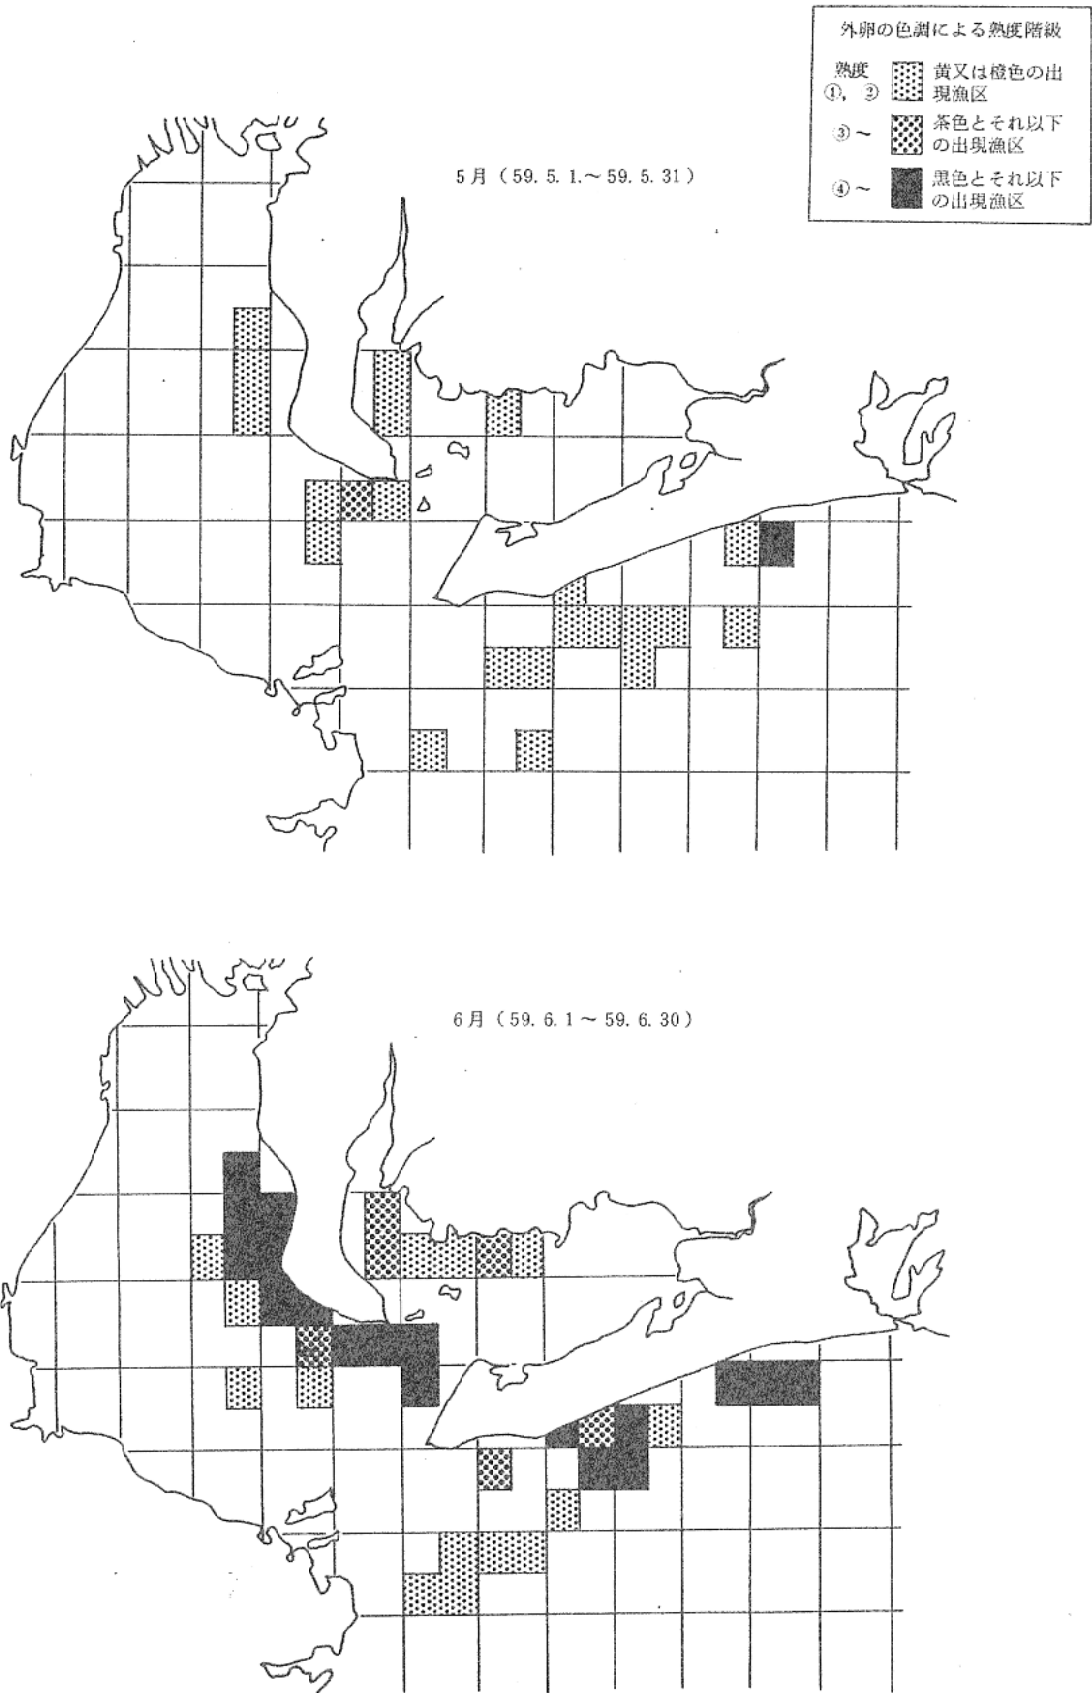 外卵の色調による熟度階級
熟度
①, ②
黄又は橙色の出
現漁区
③～
茶色とそれ以下
の出現漁区
④～
黒色とそれ以下
の出現漁区
5月（59. 5. 1.～59. 5. 31）
6月（59. 6. 1～59. 6. 30）